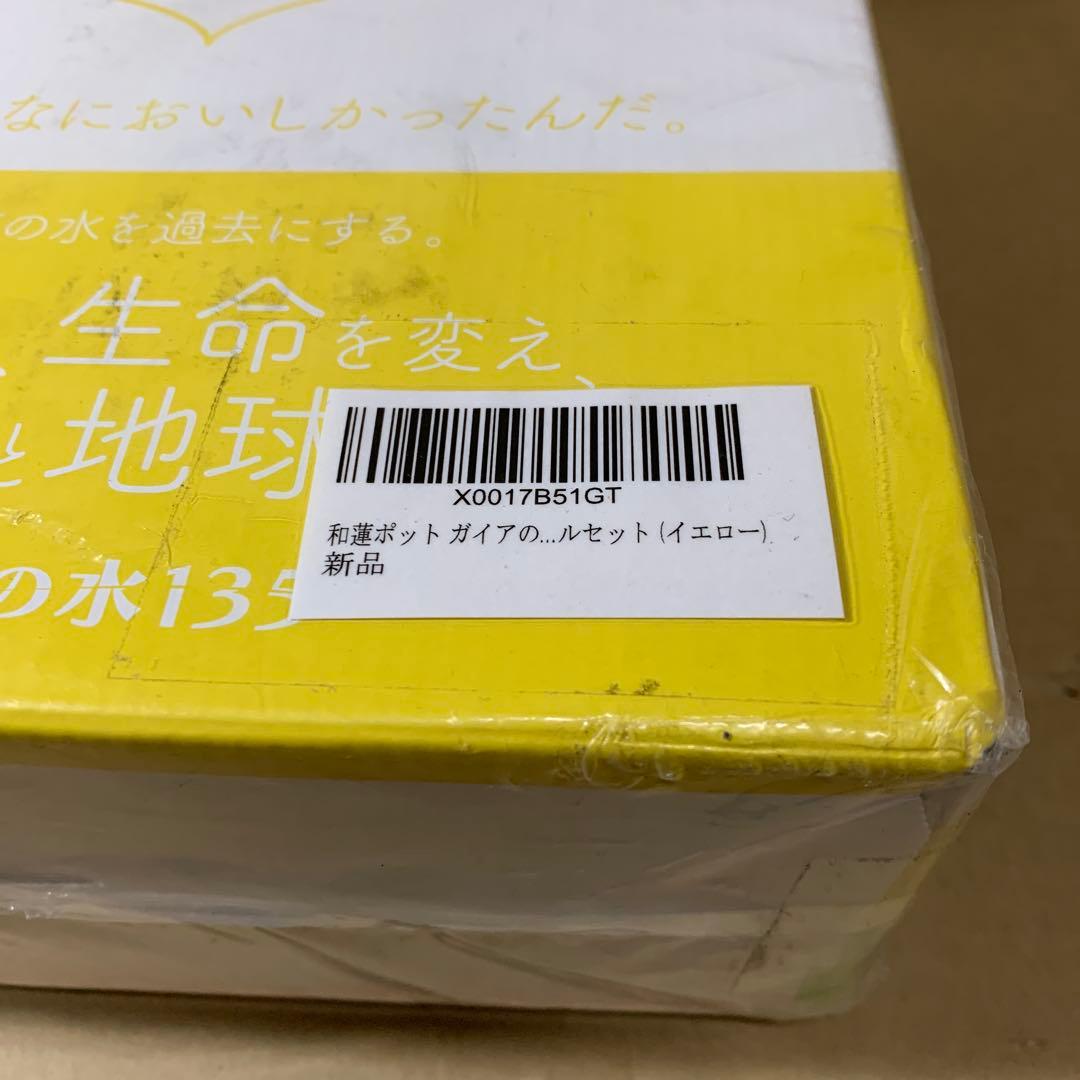 なにおいしかったんだ。
の水を過去にする。
、生命を変え、
と地球
の水135
X0017B51GT
和蓮ポット ガイアの...ルセット (イエロー)
新品